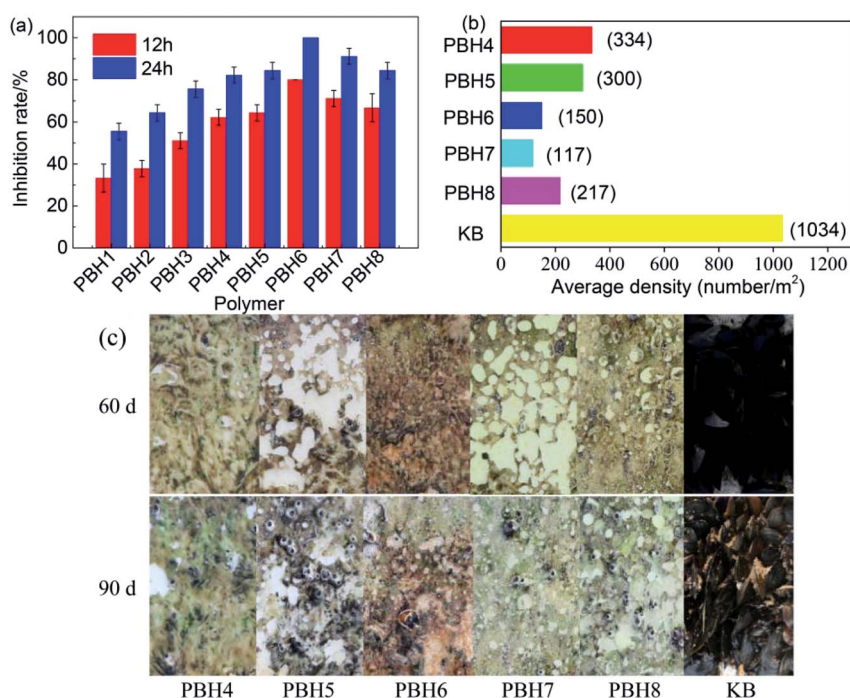 (a)
Inhibition rate/%
100
80
60
40
20
0
12h
24h
PBH1 PBH2 PBH3 PBH4 PBH5 PBH6 PBH7 PBH8
Polymer
(b)
PBH4 (334)
PBH5 (300)
PBH6 (150)
PBH7 (117)
PBH8 (217)
KB (1034)
0 200 400 600 800 1000 1200
Average density (number/m²)
(c)
60 d
90 d
PBH4 PBH5 PBH6 PBH7 PBH8 KB